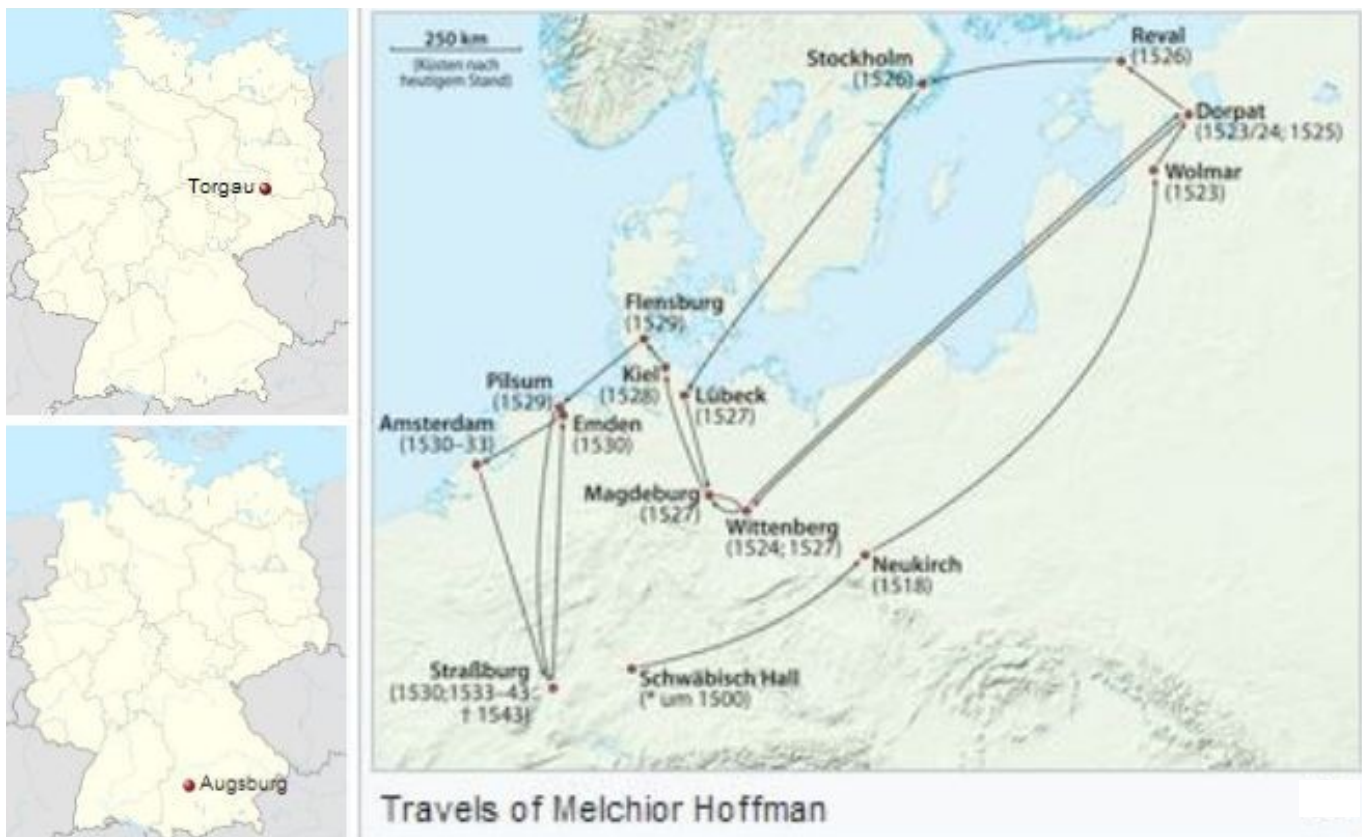 Torgau
Augsburg
250 km
(Küsten nach
heutigem Stand)
Stockholm
(1526)
Reval
(1526)
Dorpat
(1523/24; 1525)
Wolmar
(1523)
Flensburg
(1529)
Kiel
(1528)
Lübeck
(1527)
Pilsum
(1529)
Emden
(1530)
Amsterdam
(1530–33)
Magdeburg
(1527)
Wittenberg
(1524; 1527)
Neukirch
(1518)
Straßburg
(1530; 1533–43;
† 1543)
Schwäbisch Hall
(* um 1500)
Travels of Melchior Hoffman